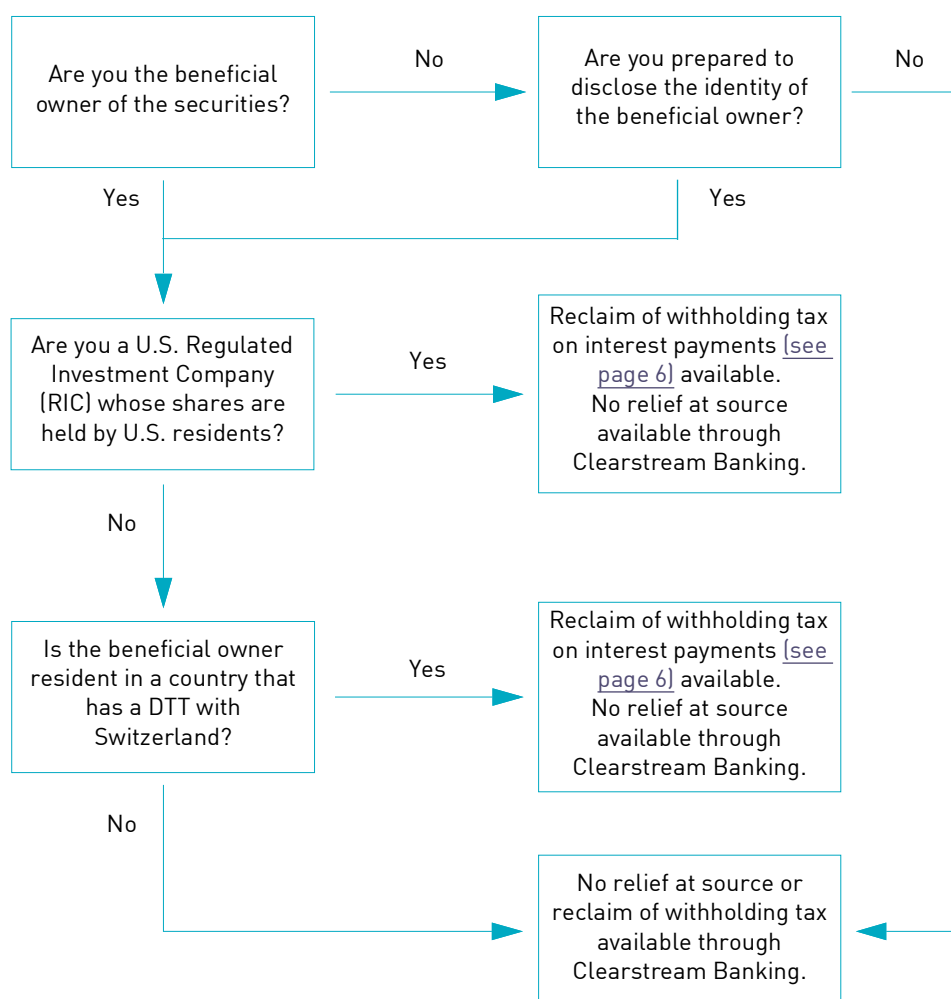 Are you the beneficial
owner of the securities?
No
Are you prepared to
disclose the identity of
the beneficial owner?
No
Yes
Yes
Are you a U.S. Regulated
Investment Company
(RIC) whose shares are
held by U.S. residents?
Yes
Reclaim of withholding tax
on interest payments (see
page 6) available.
No relief at source
available through
Clearstream Banking.
No
Is the beneficial owner
resident in a country that
has a DTT with
Switzerland?
Yes
Reclaim of withholding tax
on interest payments (see
page 6) available.
No relief at source
available through
Clearstream Banking.
No
No relief at source or
reclaim of withholding tax
available through
Clearstream Banking.